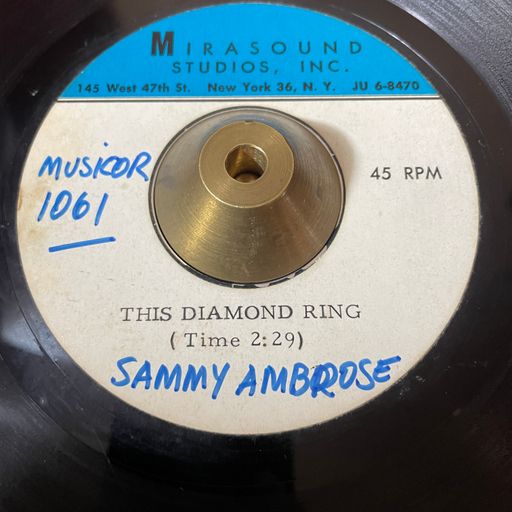 MIRASOUND
STUDIOS, INC.
145 West 47th St. New York 36, N. Y. JU 6-8470
MUSICOR
1061
45 RPM
THIS DIAMOND RING
(Time 2:29)
SAMMY AMBROSE